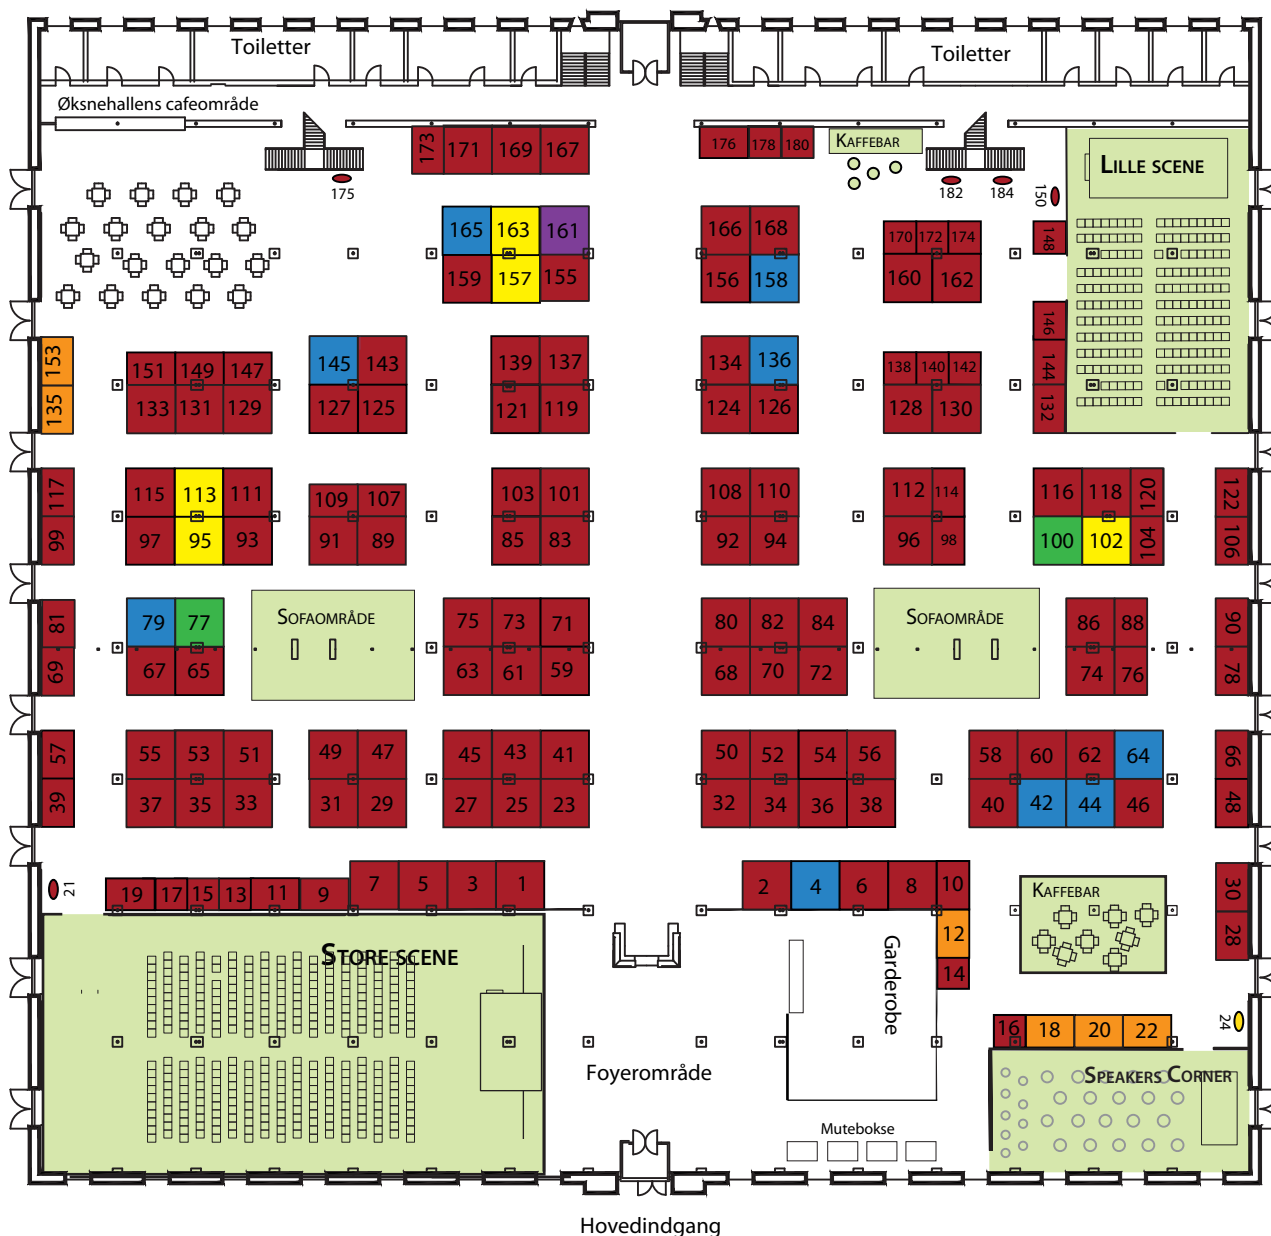 Toiletter
Toiletter
Øksnehallens cafeområde
173 171 169 167
176 178 180
KAFFEBAR
LILLE SCENE
175
182 184
150
165 163 161
166 168
170 172 174
148
159 157 155
156 158
160 162
146
153
151 149 147
145 143
139 137
134 136
138 140 142
144
135
133 131 129
127 125
121 119
124 126
128 130
132
117
115 113 111
109 107
103 101
108 110
112 114
116 118 120
122
99
97 95 93
91 89
85 83
92 94
96 98
100 102 104
106
81
79 77
SOFAOMRÅDE
75 73 71
80 82 84
SOFAOMRÅDE
86 88
90
69
67 65
63 61 59
68 70 72
74 76
78
57
55 53 51
49 47
45 43 41
50 52 54 56
58 60 62 64
66
39
37 35 33
31 29
27 25 23
32 34 36 38
40 42 44 46
48
21
19 17 15 13 11 9 7 5 3 1
2 4 6 8 10
KAFFEBAR
30
12
28
STORE SCENE
Garderobe
14
16 18 20 22
24
Foyerområde
SPEAKERS CORNER
Mutebokse
Hovedindgang